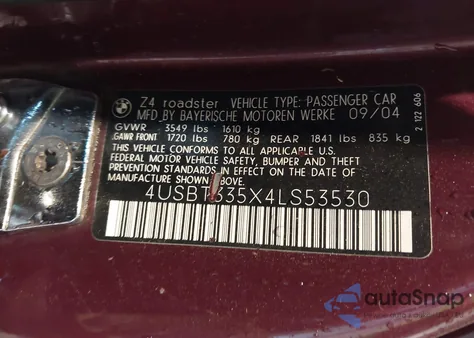 Z4 roadster VEHICLE TYPE: PASSENGER CAR
MFD BY BAYERISCHE MOTOREN WERKE 09/04
GVWR 3549 lbs 1610 kg
GAWR FRONT 1720 lbs 780 kg REAR 1841 lbs 835 kg
THIS VEHICLE CONFORMS TO ALL APPLICABLE U.S.
FEDERAL MOTOR VEHICLE SAFETY, BUMPER AND THEFT
PREVENTION STANDARDS IN EFFECT ON THE DATE OF
MANUFACTURE SHOWN ABOVE.
2 122 606
autoSnap